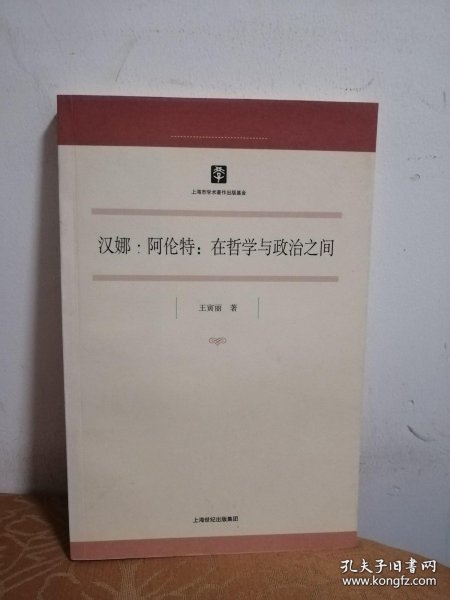 上海市学术著作出版基金
汉娜·阿伦特：在哲学与政治之间
王寅丽 著
上海世纪出版集团
孔夫子旧书网
www.kongfz.com